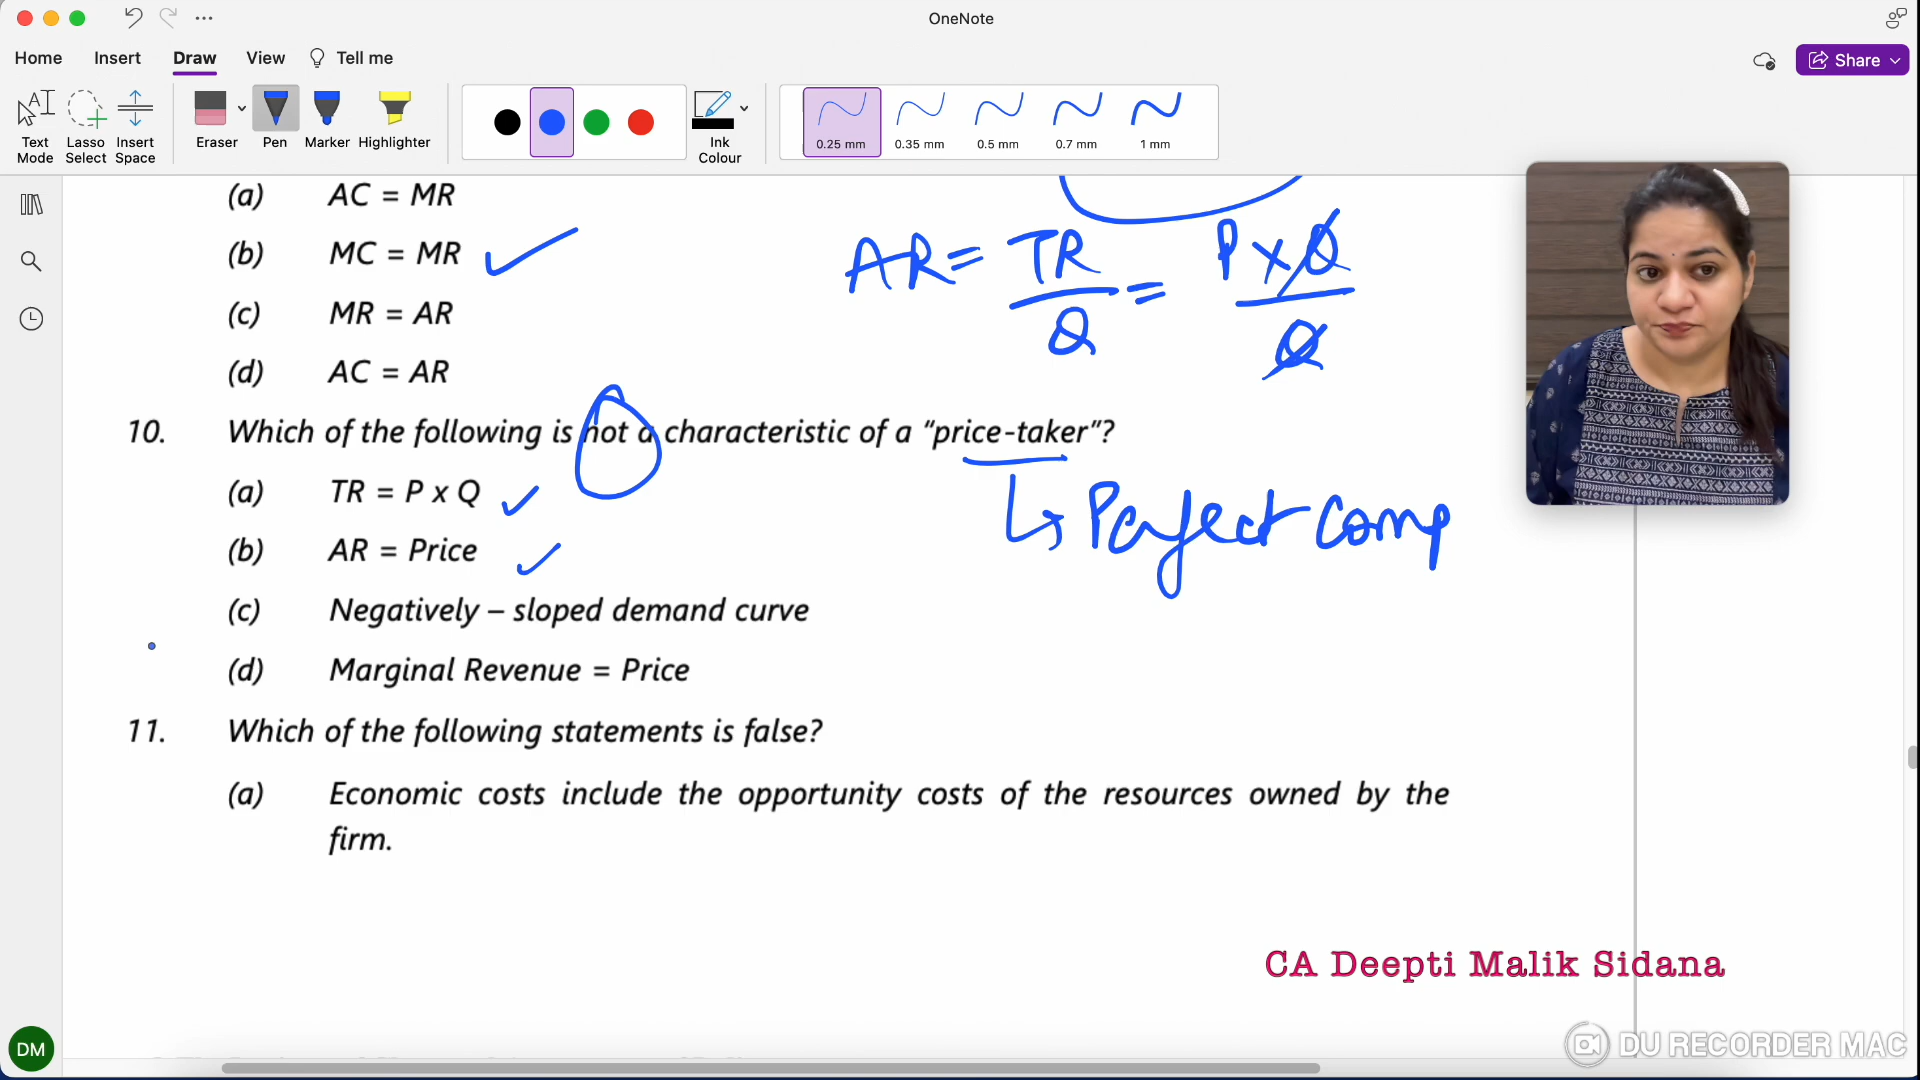 OneNote
Home Insert Draw View Tell me
Share
Text Mode
Lasso Select
Insert Space
Eraser
Pen
Marker
Highlighter
Ink Colour
0.25 mm 0.35 mm 0.5 mm 0.7 mm 1 mm
(a) AC = MR
(b) MC = MR
(c) MR = AR
(d) AC = AR
AR = TR/Q = P x Q/Q
10. Which of the following is not a characteristic of a “price-taker”?
(a) TR = P x Q
Perfect Comp
(b) AR = Price
(c) Negatively – sloped demand curve
(d) Marginal Revenue = Price
11. Which of the following statements is false?
(a) Economic costs include the opportunity costs of the resources owned by the
firm.
CA Deepti Malik Sidana
DM
DU RECORDER MAC